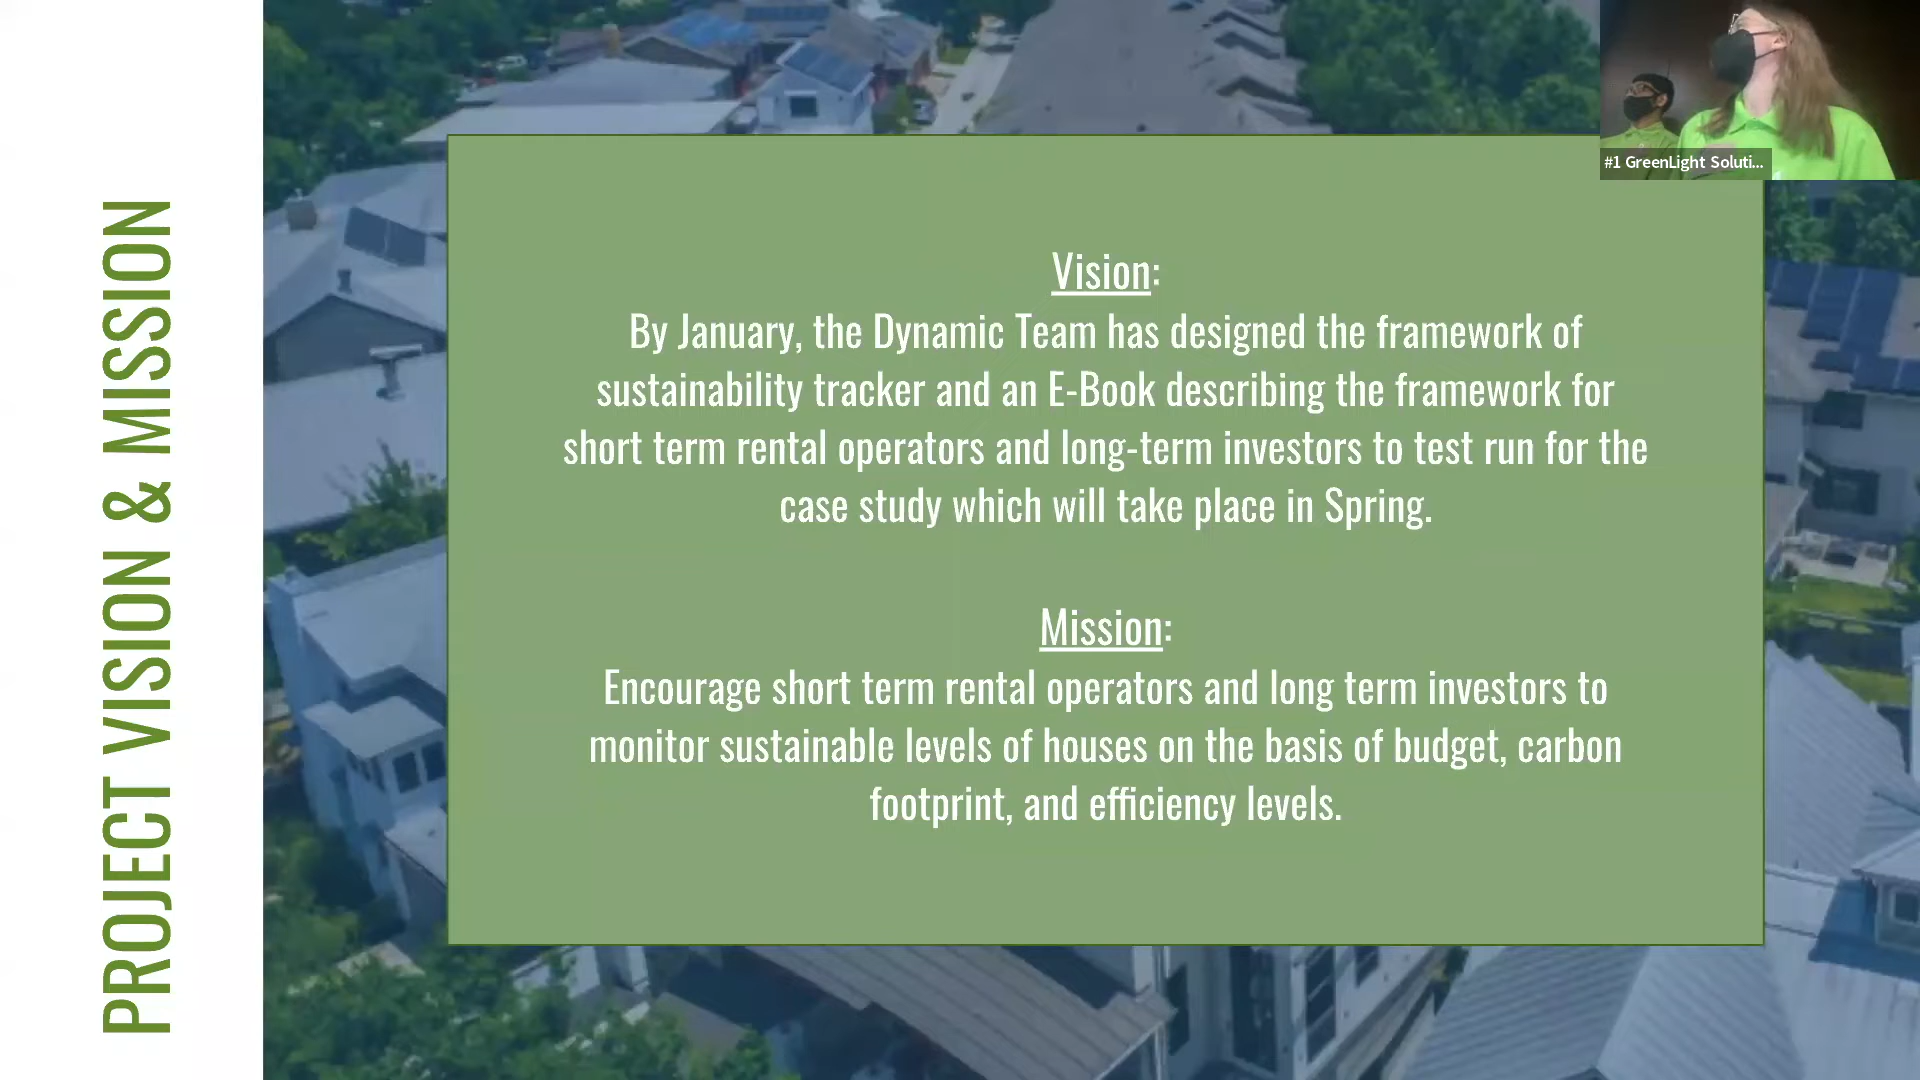 PROJECT VISION & MISSION
Vision:
By January, the Dynamic Team has designed the framework of
sustainability tracker and an E-Book describing the framework for
short term rental operators and long-term investors to test run for the
case study which will take place in Spring.
Mission:
Encourage short term rental operators and long term investors to
monitor sustainable levels of houses on the basis of budget, carbon
footprint, and efficiency levels.
#1 GreenLight Soluti...